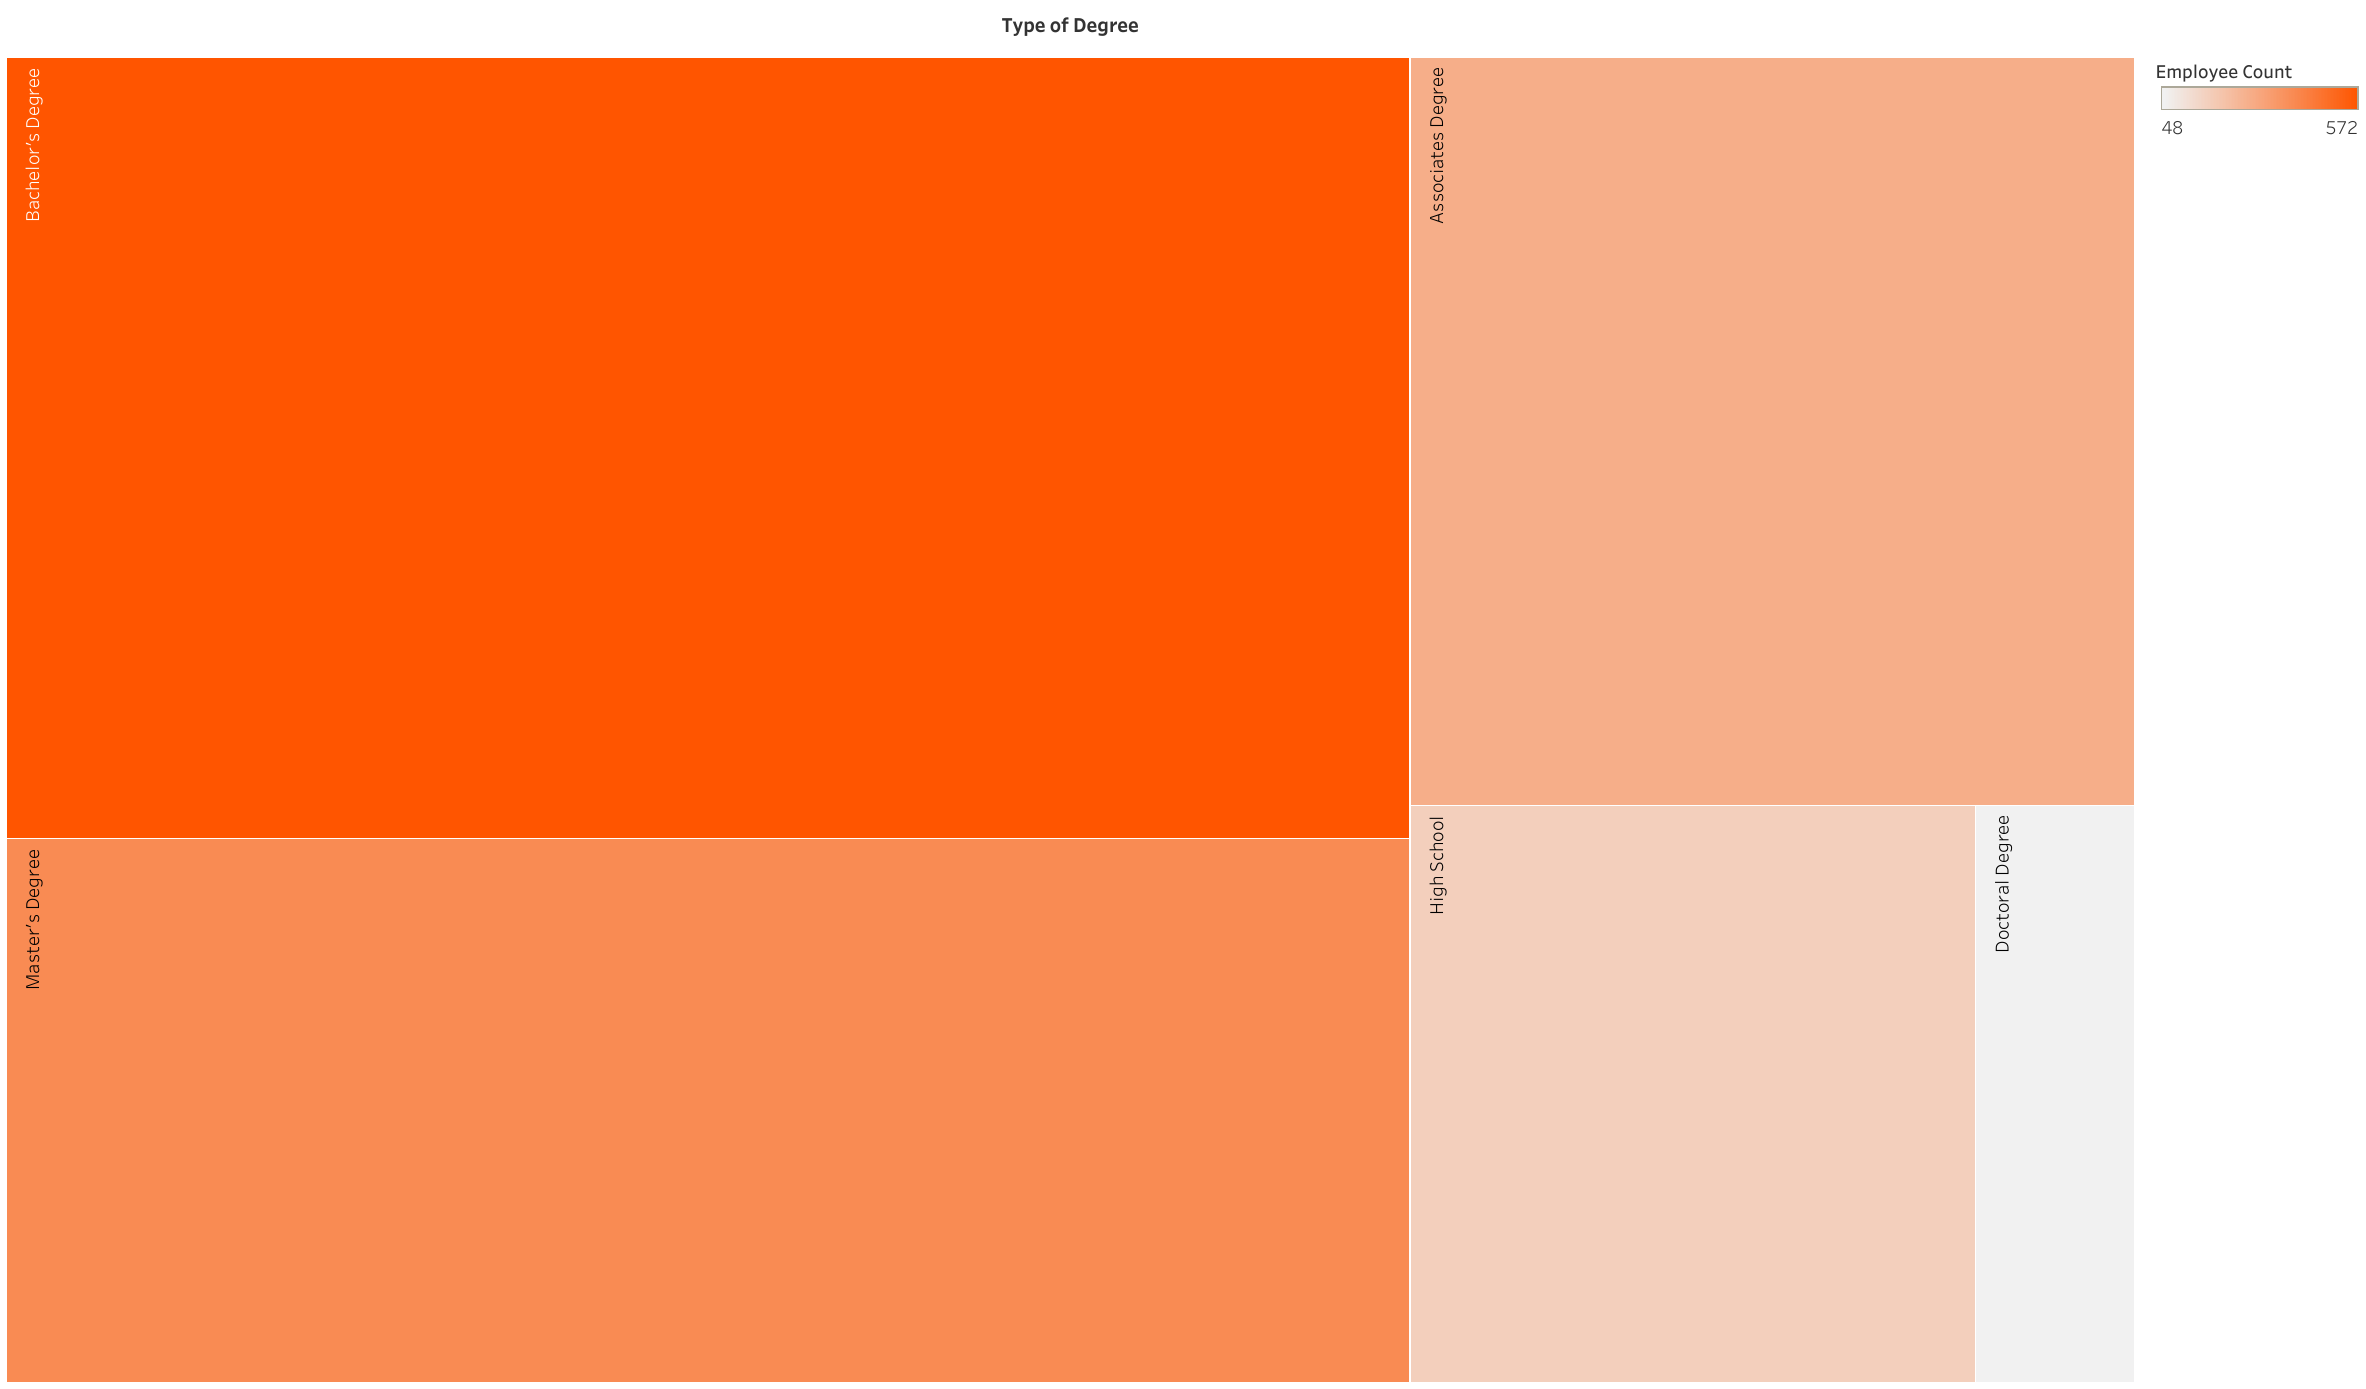 Type of Degree
Bachelor's Degree
Associates Degree
Employee Count
48 572
Master's Degree
High School
Doctoral Degree